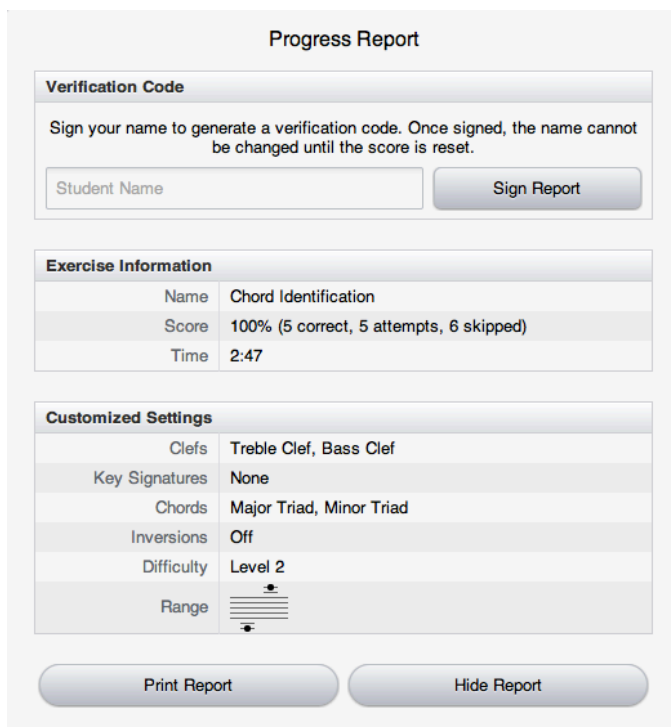 Progress Report
Verification Code
Sign your name to generate a verification code. Once signed, the name cannot
be changed until the score is reset.
Student Name
Sign Report
Exercise Information
Name Chord Identification
Score 100% (5 correct, 5 attempts, 6 skipped)
Time 2:47
Customized Settings
Clefs Treble Clef, Bass Clef
Key Signatures None
Chords Major Triad, Minor Triad
Inversions Off
Difficulty Level 2
Range
Print Report
Hide Report